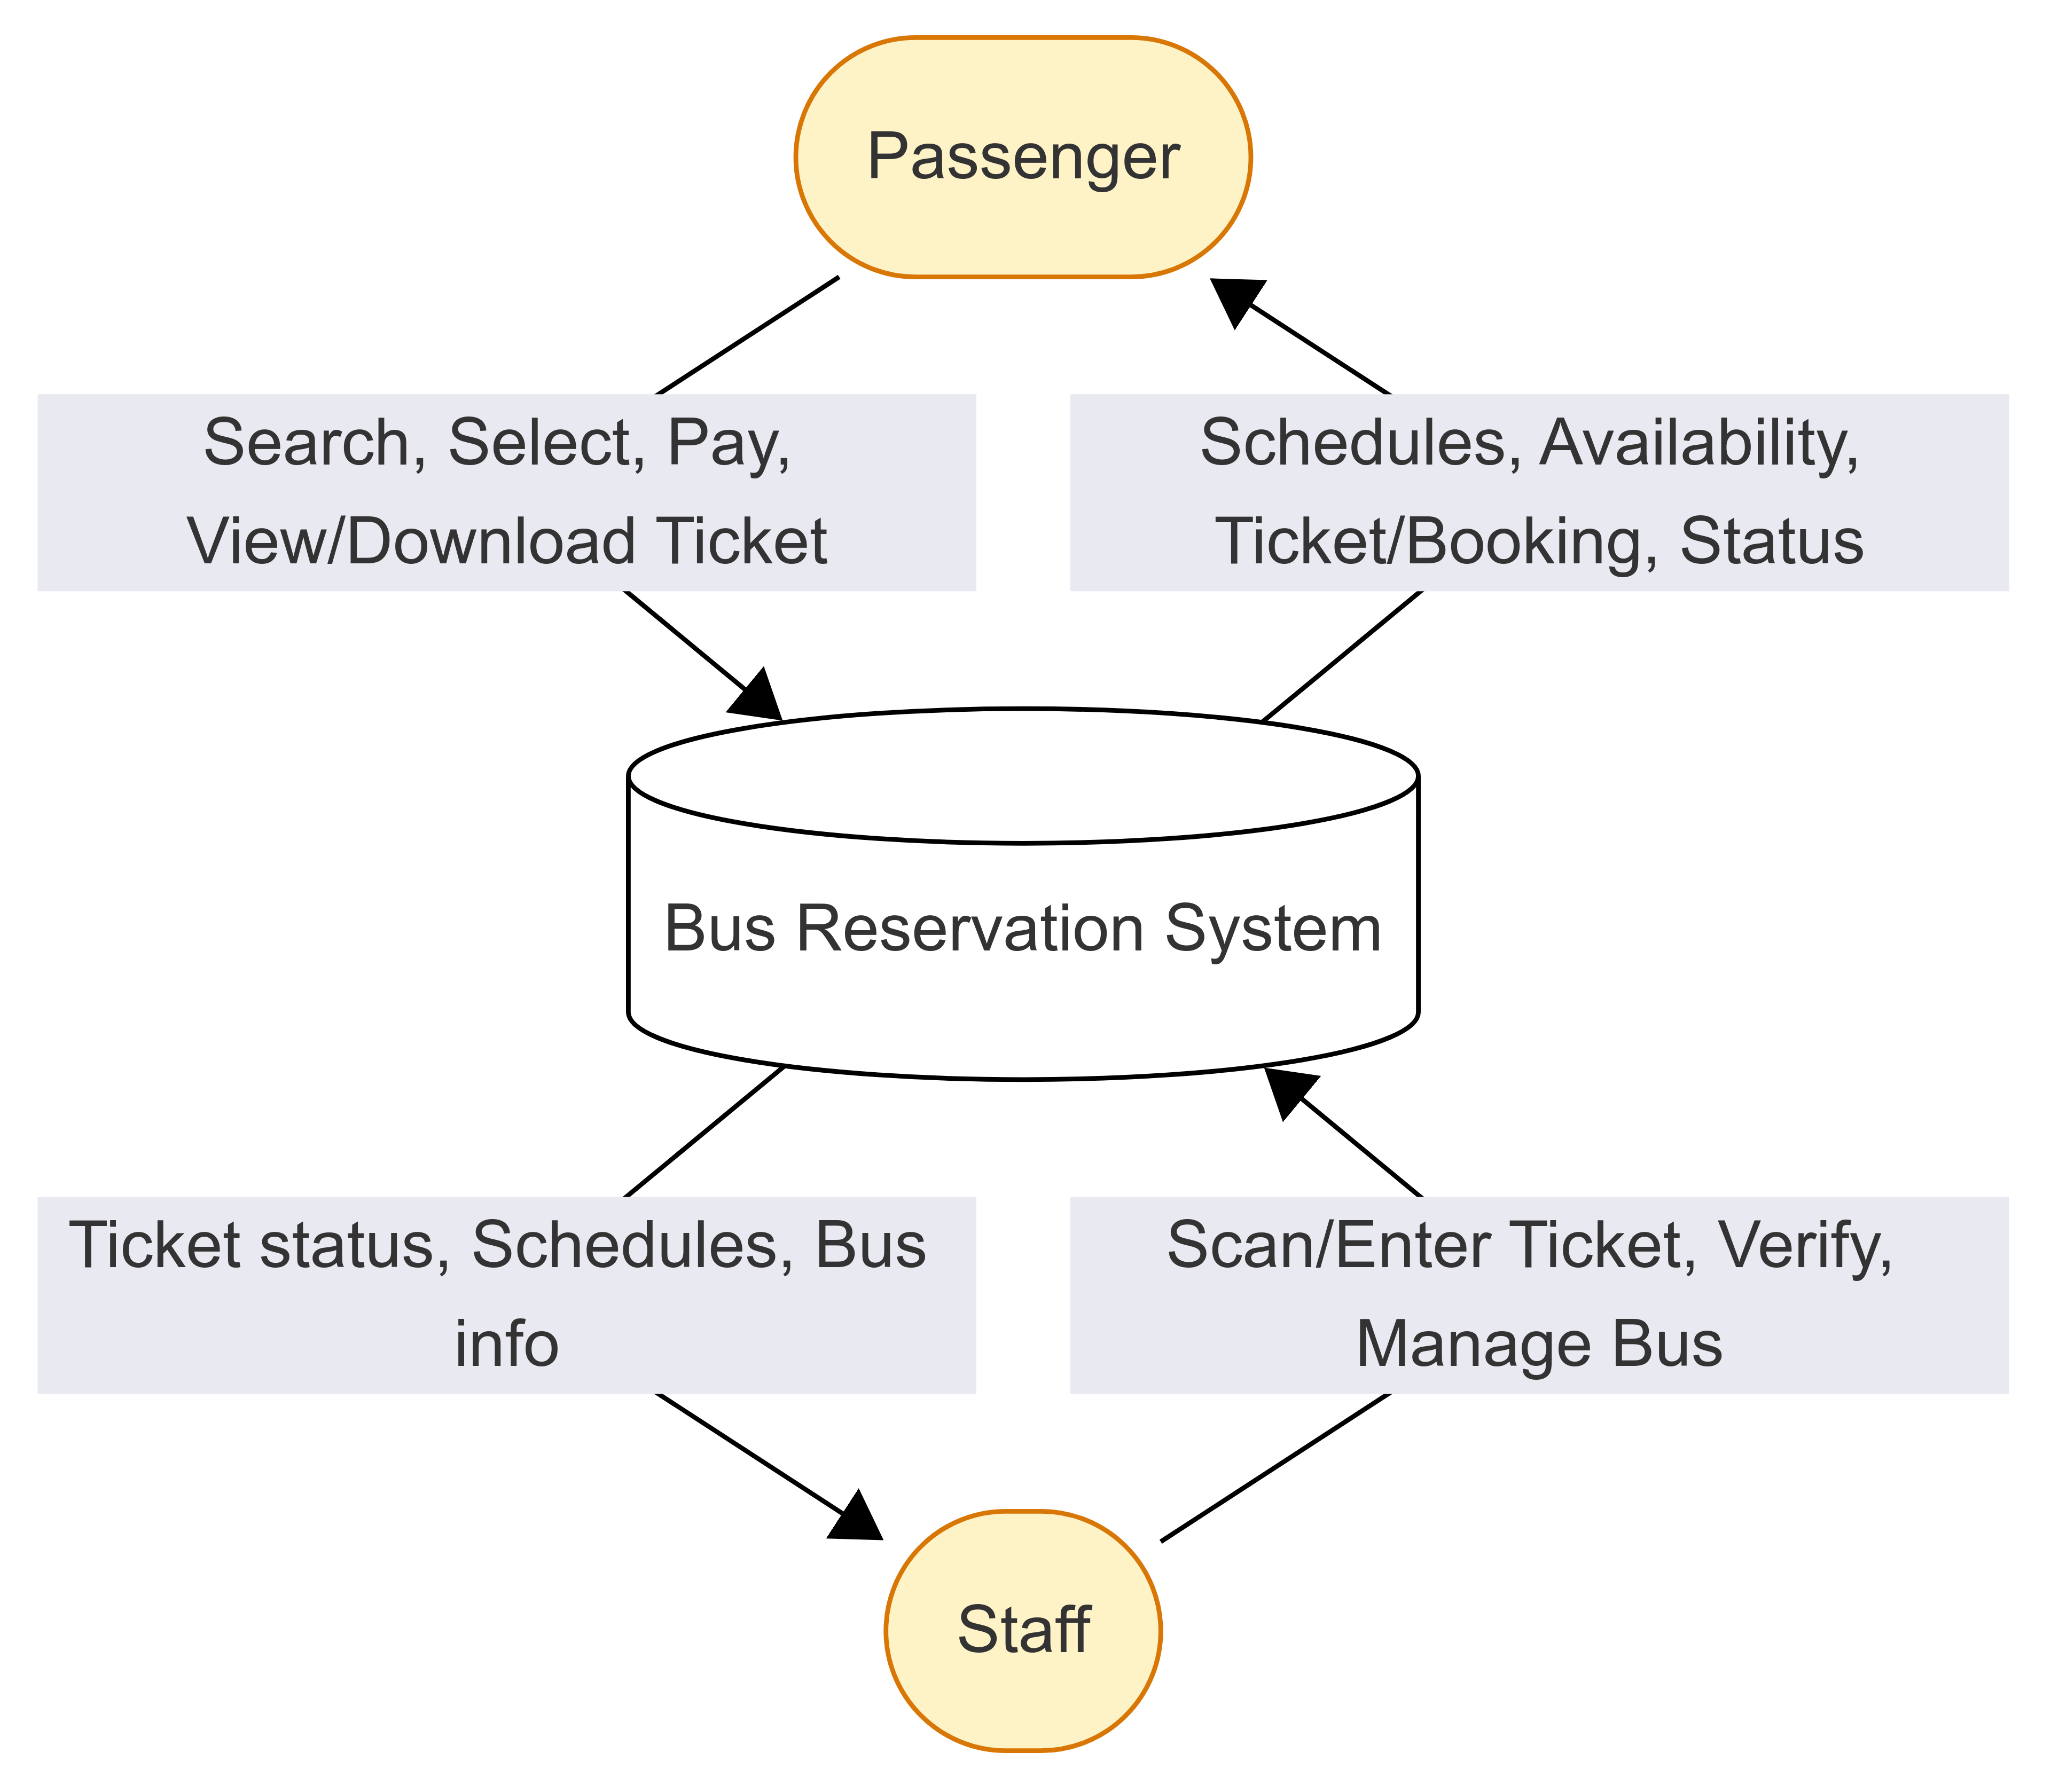 Passenger
Search, Select, Pay,
View/Download Ticket
Schedules, Availability,
Ticket/Booking, Status
Bus Reservation System
Ticket status, Schedules, Bus
info
Scan/Enter Ticket, Verify,
Manage Bus
Staff